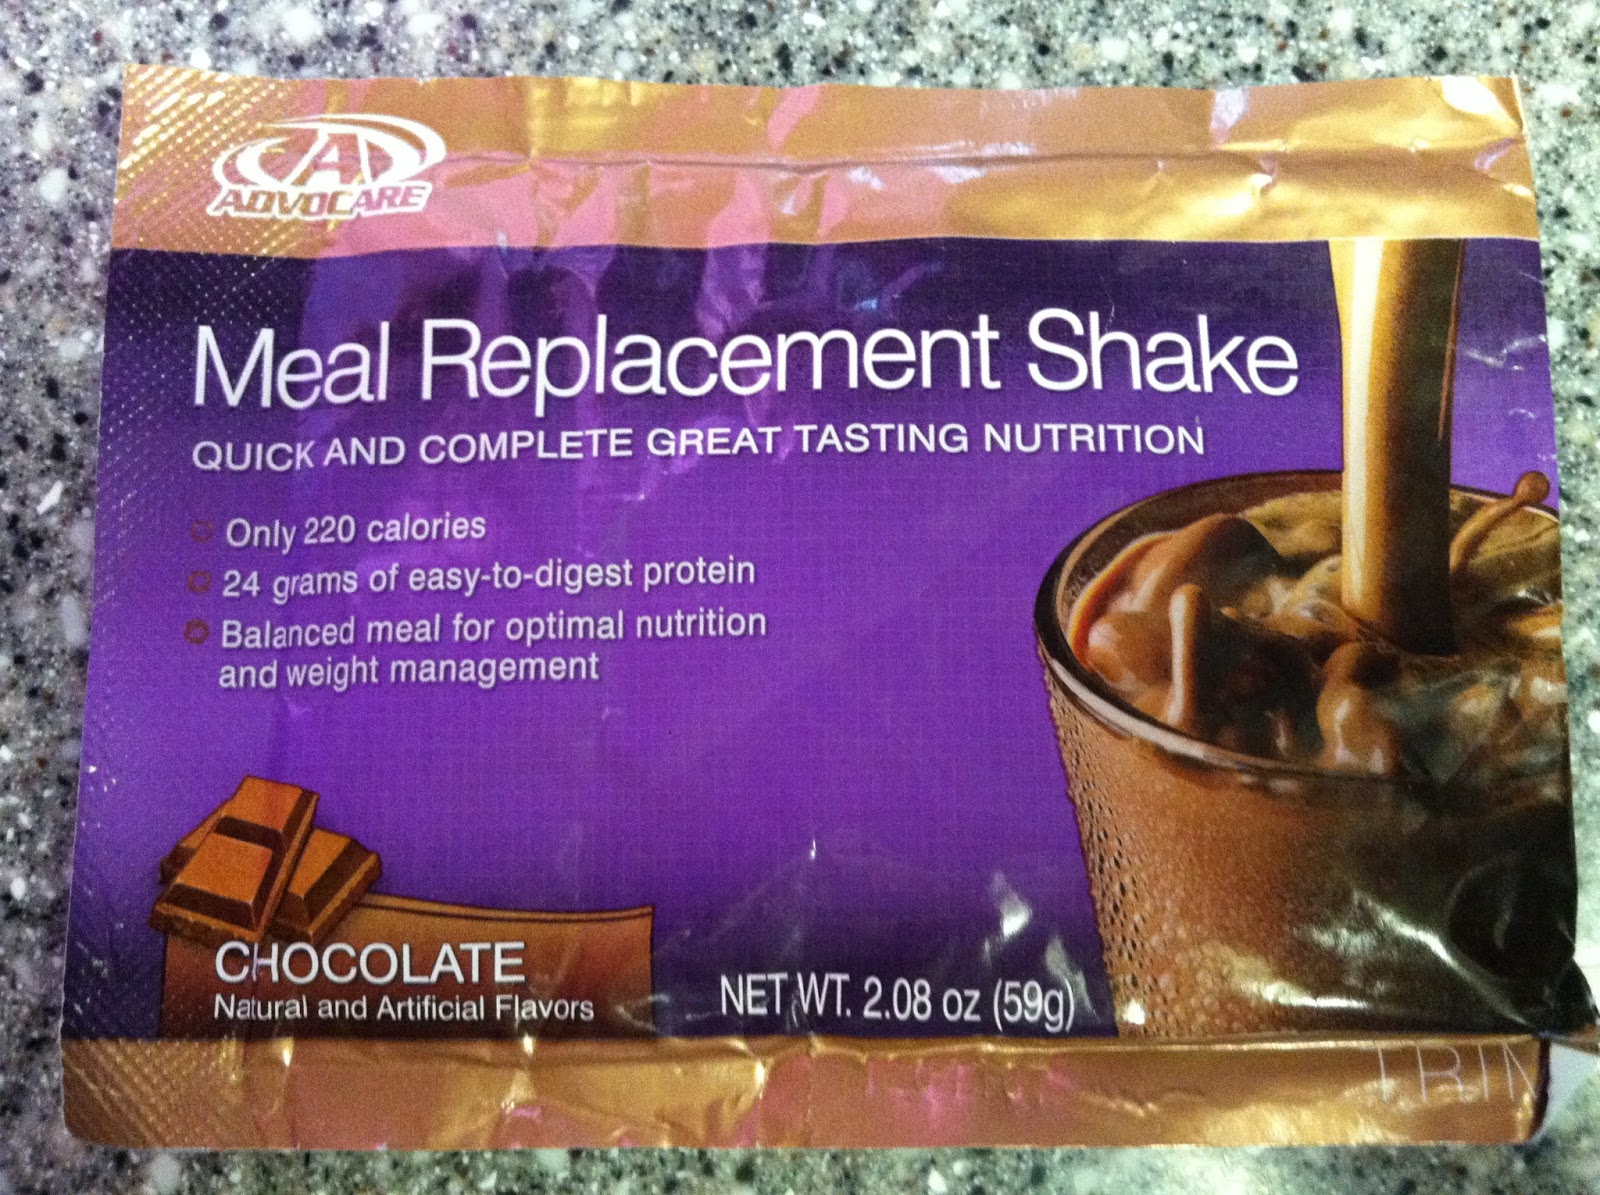 A
ADVOCARE
Meal Replacement Shake
QUICK AND COMPLETE GREAT TASTING NUTRITION
Only 220 calories
24 grams of easy-to-digest protein
Balanced meal for optimal nutrition
and weight management
CHOCOLATE
Natural and Artificial Flavors
NET WT. 2.08 oz (59g)